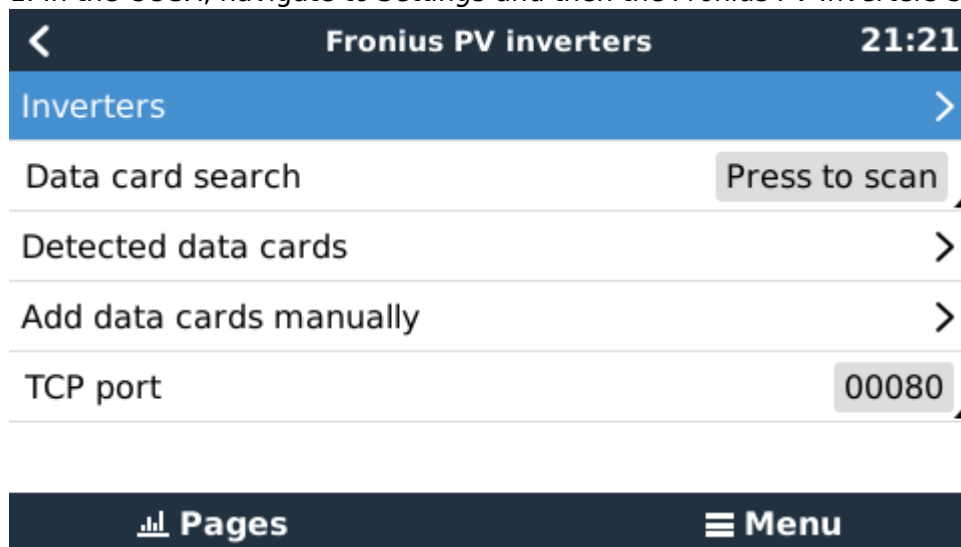 Fronius PV inverters 21:21
Inverters
Data card search Press to scan
Detected data cards
Add data cards manually
TCP port 00080
Pages Menu